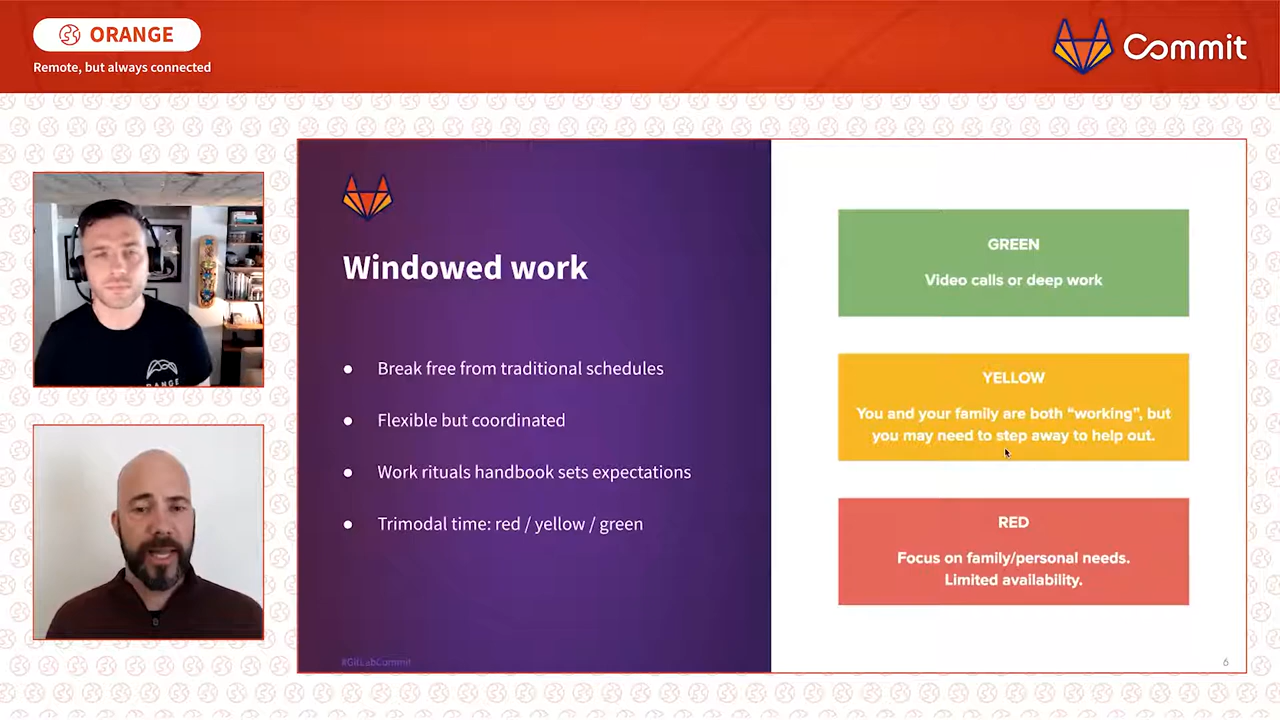 ORANGE
Remote, but always connected
Commit
Windowed work
Break free from traditional schedules
Flexible but coordinated
Work rituals handbook sets expectations
Trimodal time: red / yellow / green
#GitLabCommit
GREEN
Video calls or deep work
YELLOW
You and your family are both “working”, but
you may need to step away to help out.
RED
Focus on family/personal needs.
Limited availability.
6